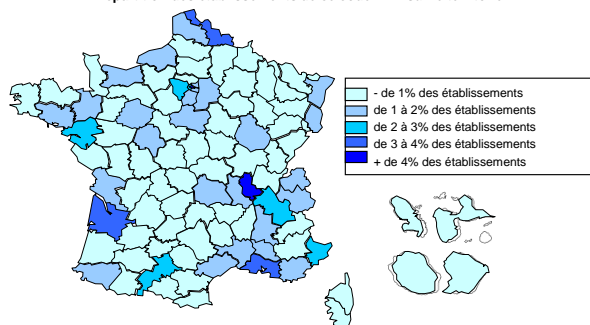 - de 1% des établissements
de 1 à 2% des établissements
de 2 à 3% des établissements
de 3 à 4% des établissements
+ de 4% des établissements